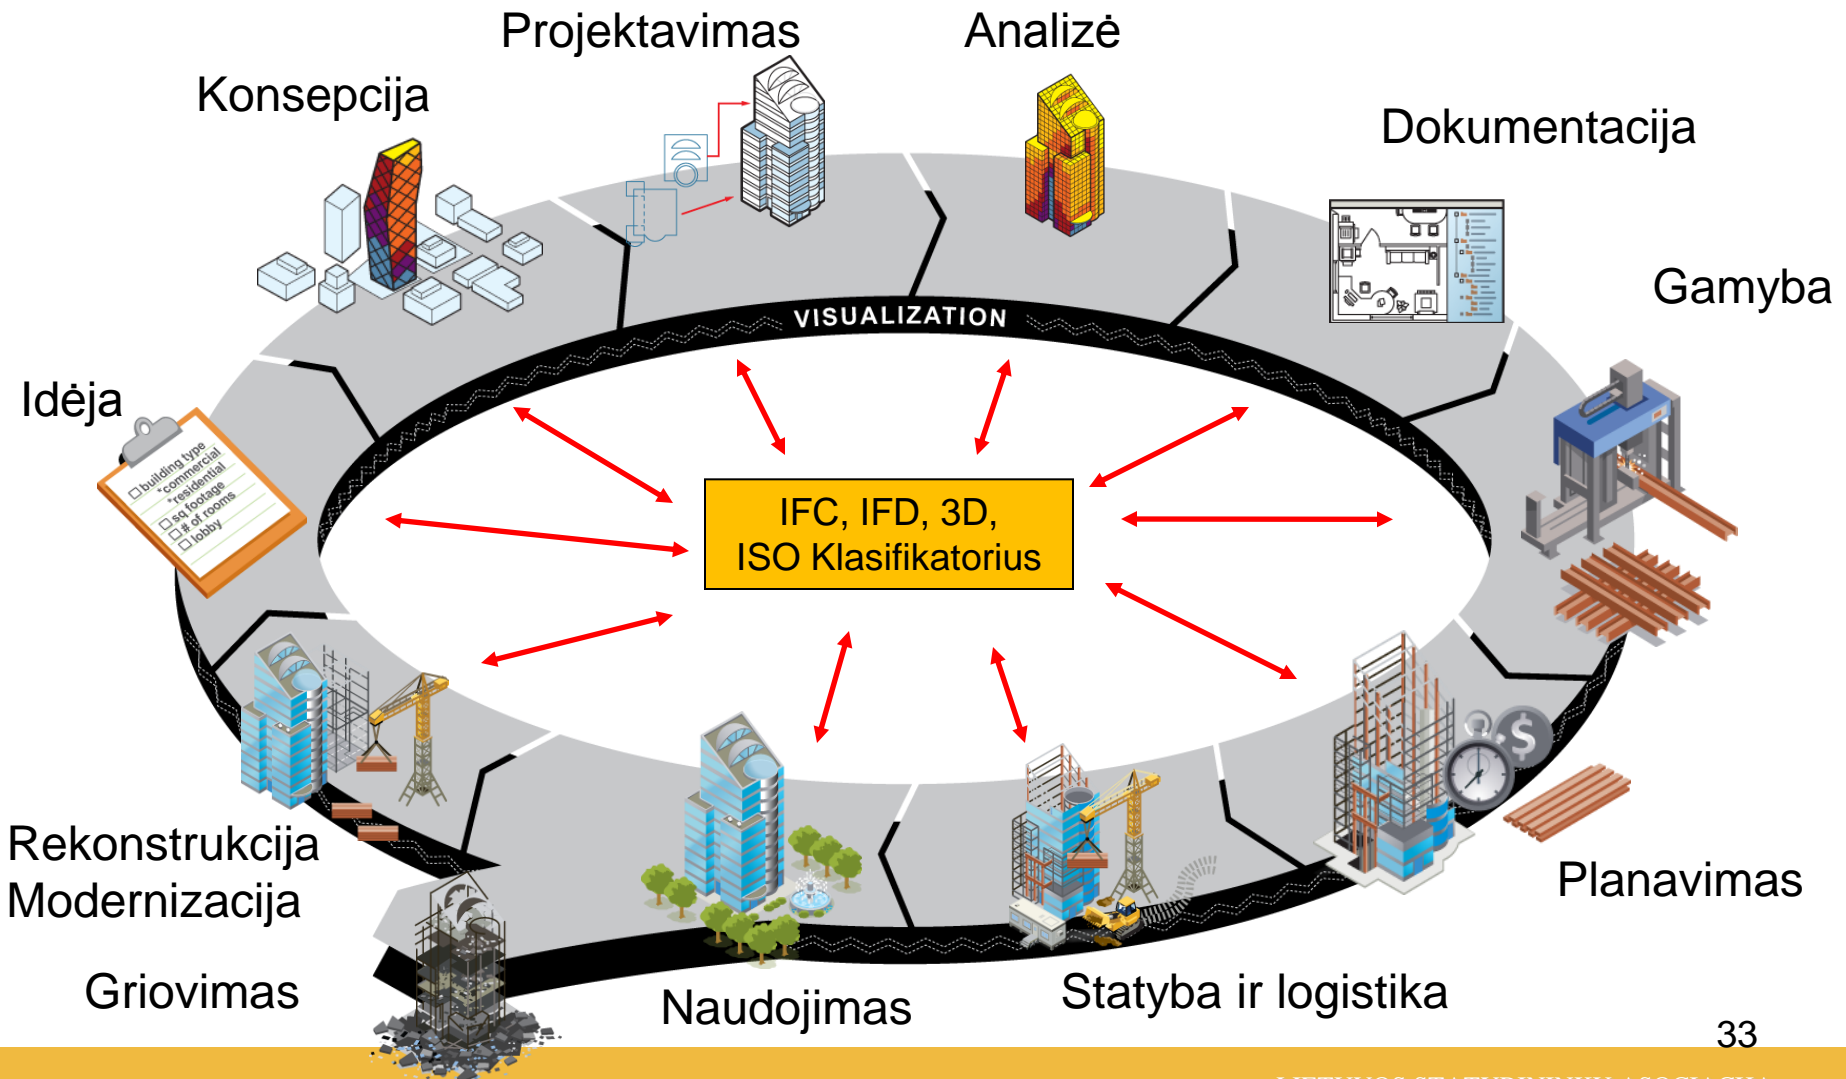 Projektavimas
Analizė
Konsepcija
Dokumentacija
Gamyba
VISUALIZATION
Idėja
☐ building type
*commercial
*residential
☐ sq footage
☐ # of rooms
☐ lobby
IFC, IFD, 3D,
ISO Klasifikatorius
$
Rekonstrukcija
Modernizacija
Planavimas
Griovimas
Naudojimas
Statyba ir logistika
33